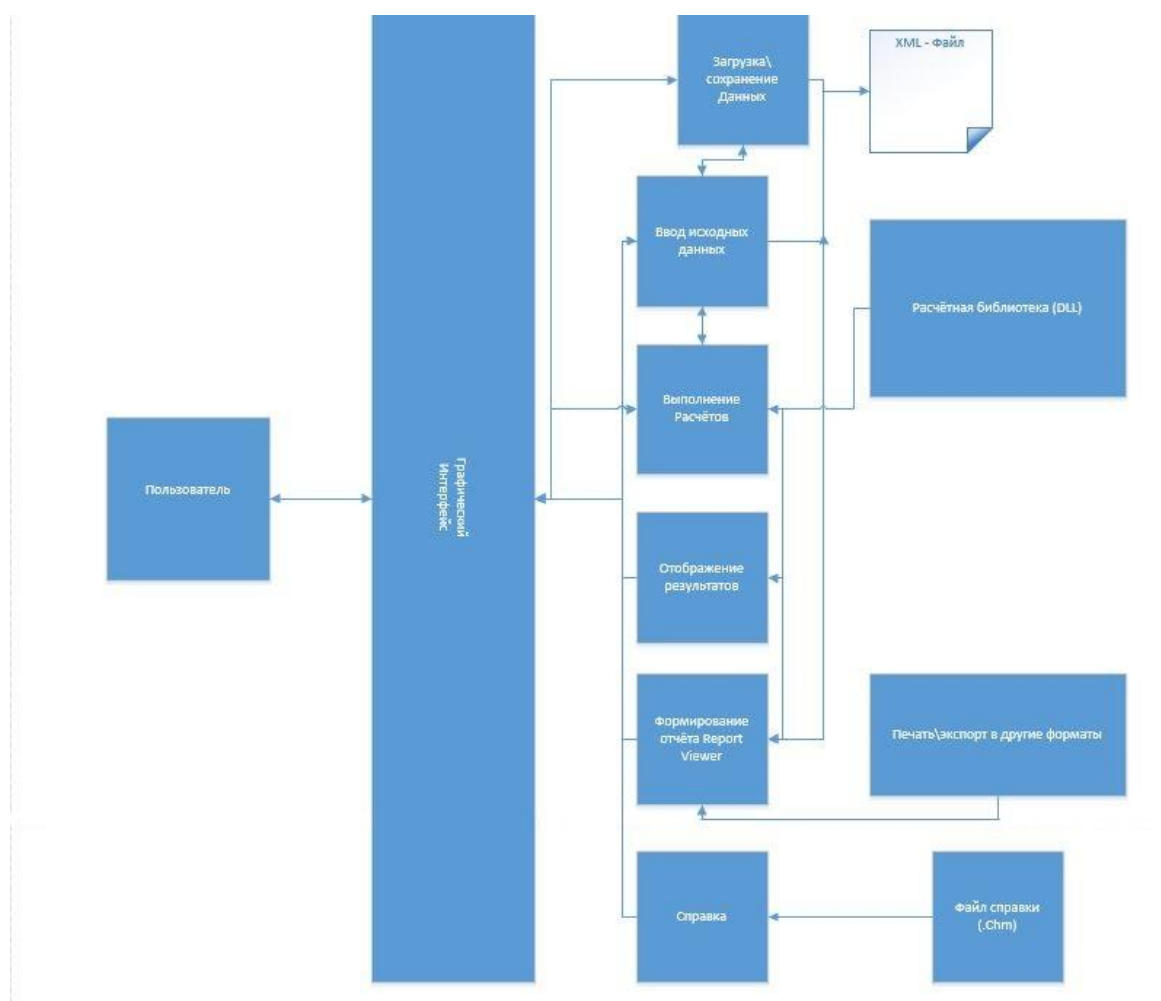 XML - Файл
Загрузка\
сохранение
Данных
Ввод исходных
данных
Расчётная библиотека (DLL)
Выполнение
Расчётов
Пользователь
Графический
Интерфейс
Отображение
результатов
Формирование
отчёта Report
Viewer
Печать\экспорт в другие форматы
Справка
Файл справки
(.Chm)